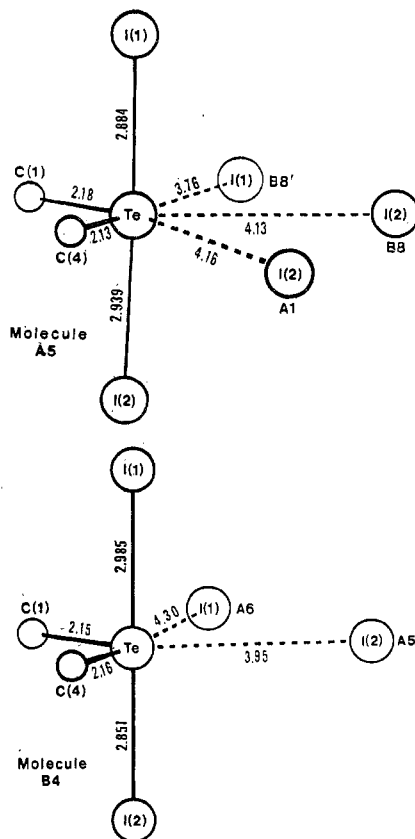 I(1)
2.884
C(1)
2.18
3.76
I(1)
B8'
Te
4.13
I(2)
B8
C(4)
2.13
4.16
I(2)
A1
2.939
Molecule
A5
I(2)
I(1)
2.985
C(1)
2.15
4.30
I(1)
A6
Te
3.95
I(2)
A5
C(4)
2.16
2.851
Molecule
B4
I(2)